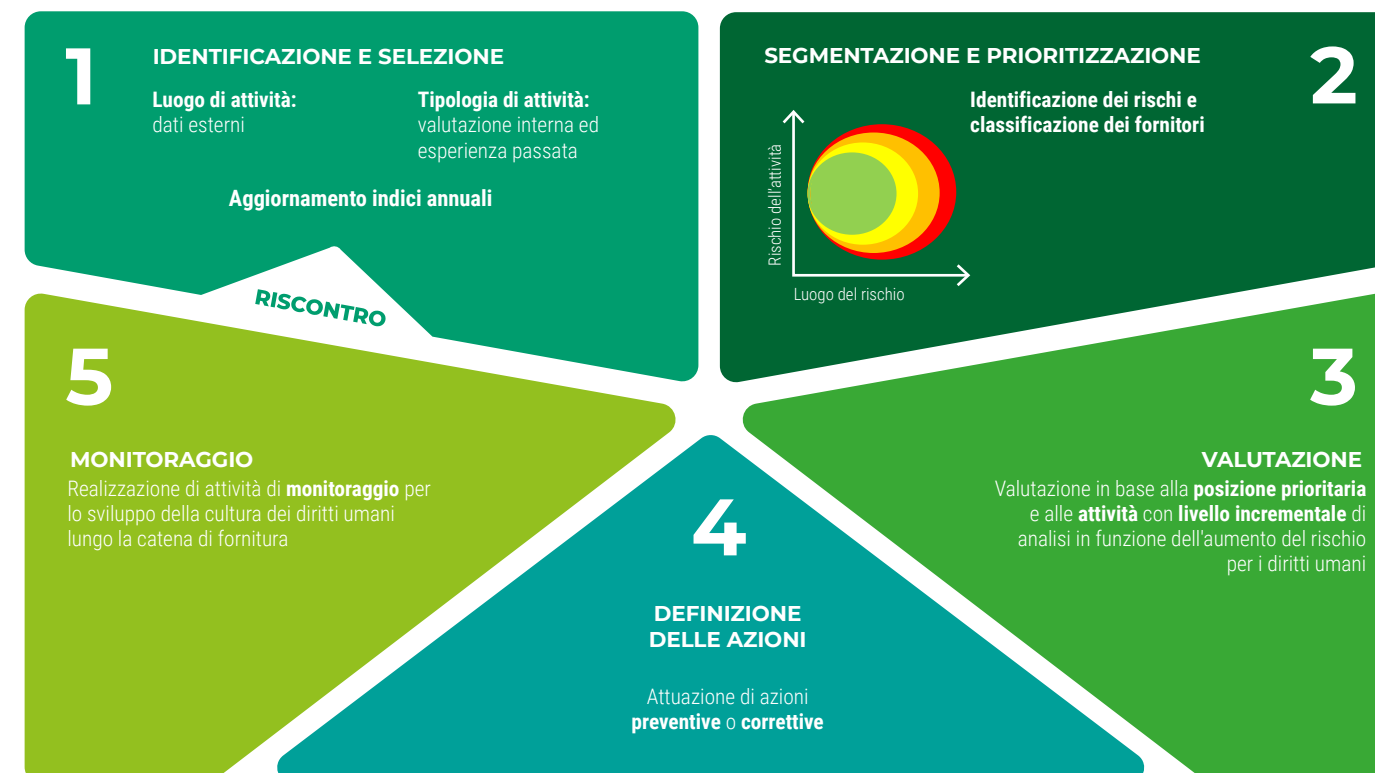 1
IDENTIFICAZIONE E SELEZIONE
Luogo di attività:
dati esterni
Tipologia di attività:
valutazione interna ed
esperienza passata
Aggiornamento indici annuali
RISCONTRO
2
SEGMENTAZIONE E PRIORITIZZAZIONE
Identificazione dei rischi e
classificazione dei fornitori
Rischio dell'attività
Luogo del rischio
3
VALUTAZIONE
Valutazione in base alla posizione prioritaria
e alle attività con livello incrementale di
analisi in funzione dell'aumento del rischio
per i diritti umani
4
DEFINIZIONE
DELLE AZIONI
Attuazione di azioni
preventive o correttive
5
MONITORAGGIO
Realizzazione di attività di monitoraggio per
lo sviluppo della cultura dei diritti umani
lungo la catena di fornitura